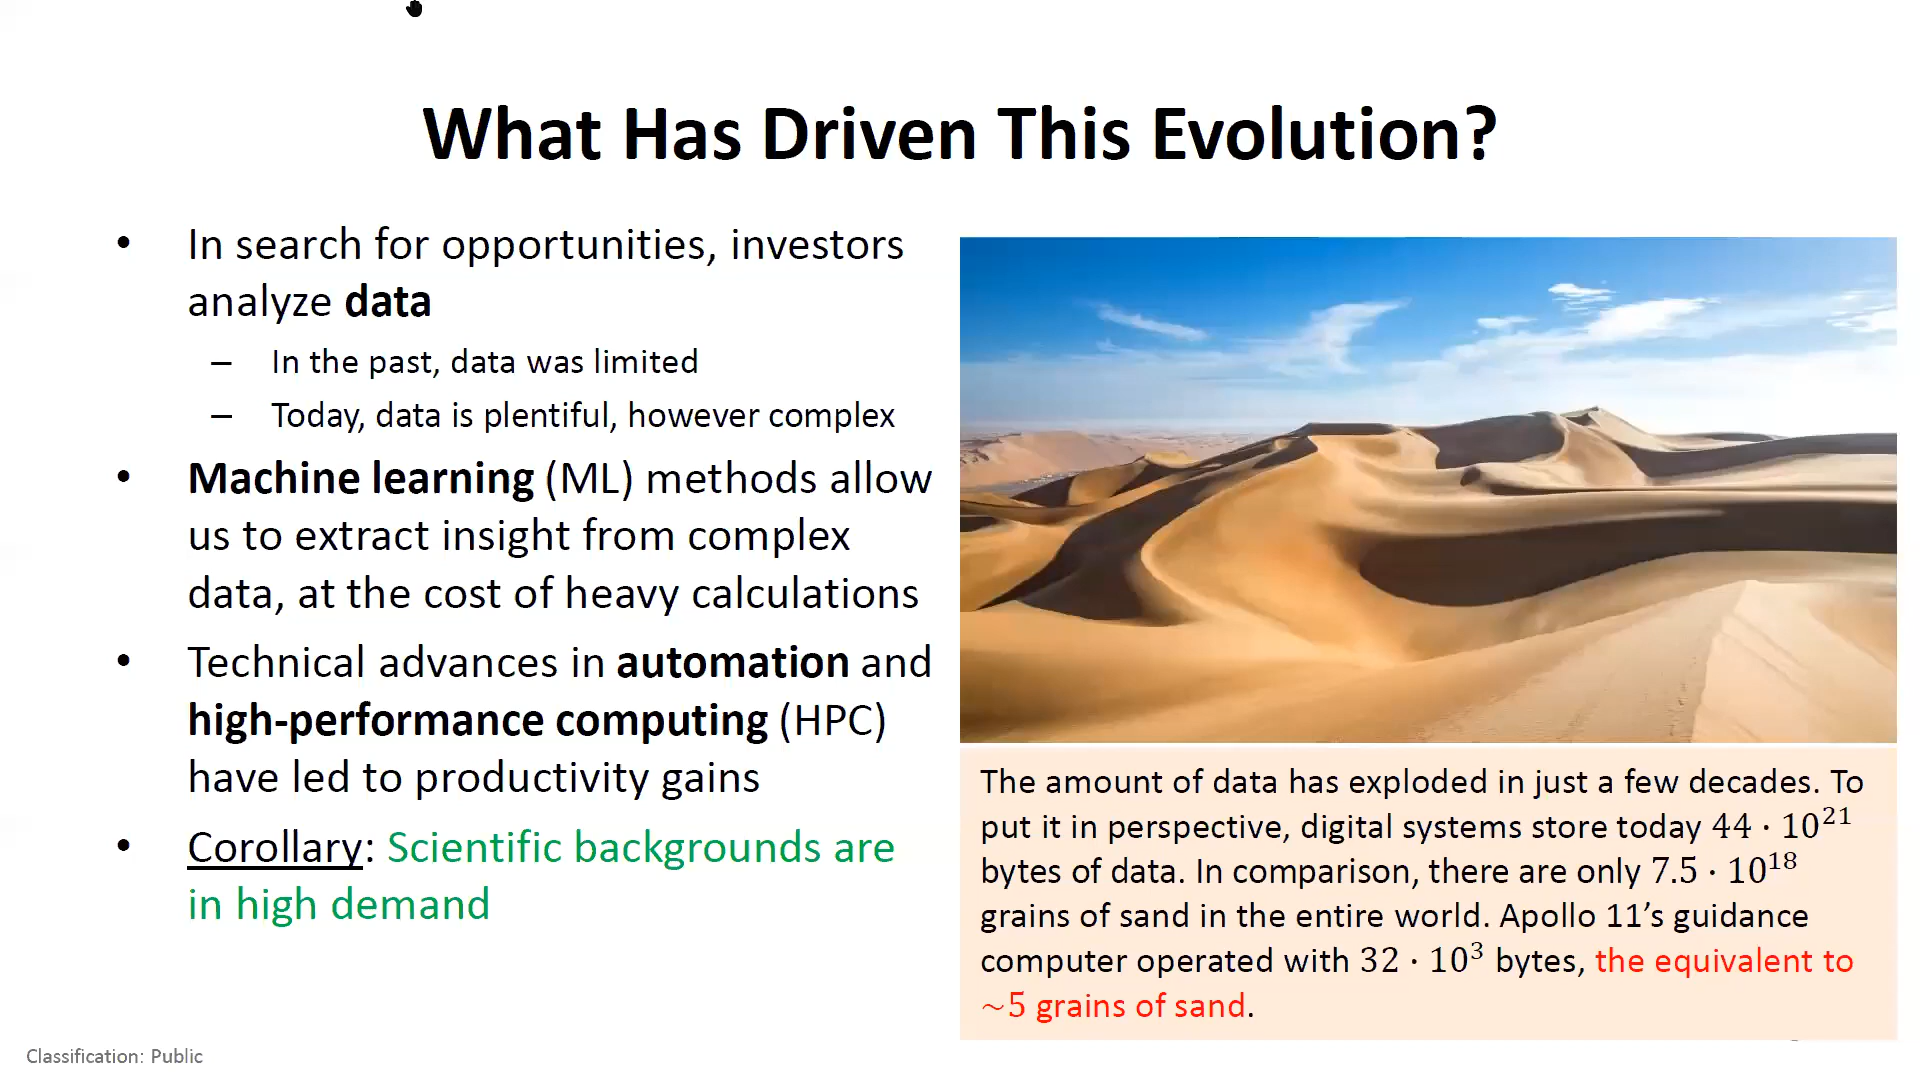 What Has Driven This Evolution?
• In search for opportunities, investors
analyze data
– In the past, data was limited
– Today, data is plentiful, however complex
• Machine learning (ML) methods allow
us to extract insight from complex
data, at the cost of heavy calculations
• Technical advances in automation and
high-performance computing (HPC)
have led to productivity gains
• Corollary: Scientific backgrounds are
in high demand
The amount of data has exploded in just a few decades. To
put it in perspective, digital systems store today 44 · 10²¹
bytes of data. In comparison, there are only 7.5 · 10¹⁸
grains of sand in the entire world. Apollo 11’s guidance
computer operated with 32 · 10³ bytes, the equivalent to
~5 grains of sand.
Classification: Public